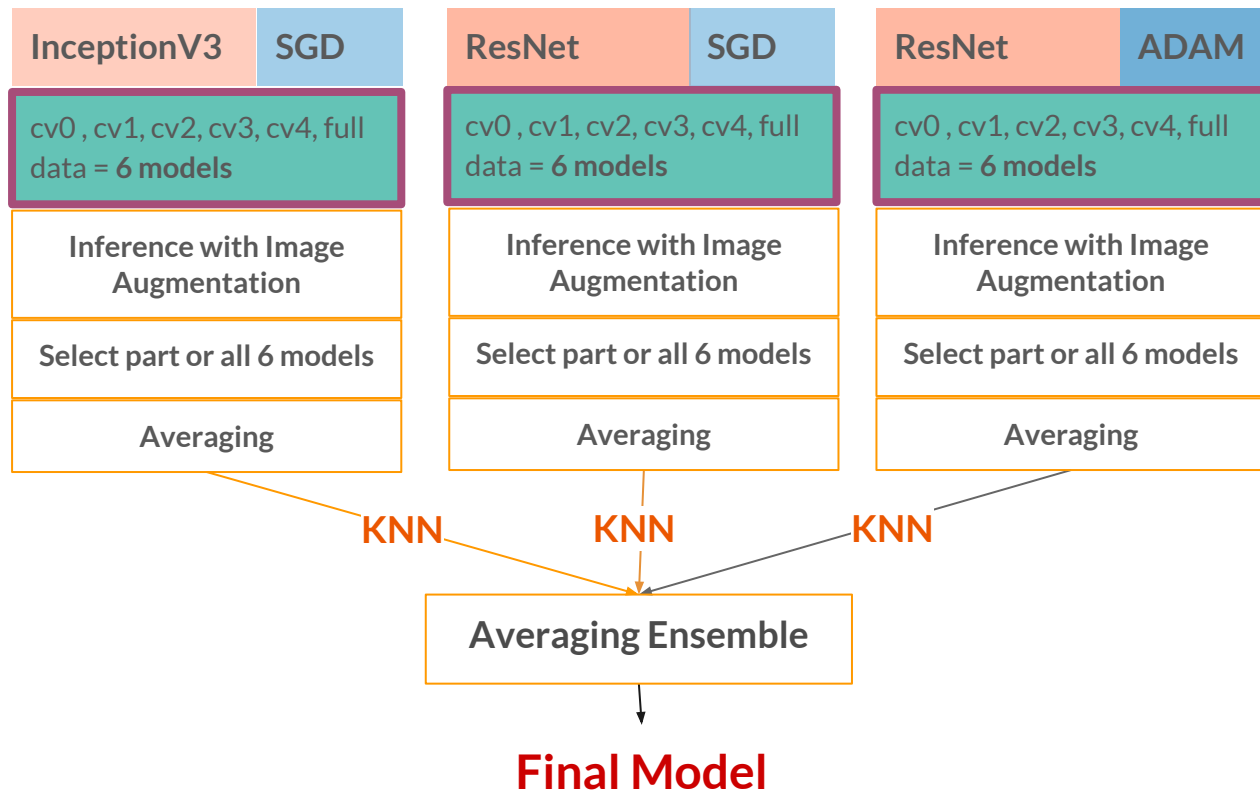 InceptionV3 SGD
cv0 , cv1, cv2, cv3, cv4, full
data = 6 models
Inference with Image
Augmentation
Select part or all 6 models
Averaging
ResNet SGD
cv0 , cv1, cv2, cv3, cv4, full
data = 6 models
Inference with Image
Augmentation
Select part or all 6 models
Averaging
ResNet ADAM
cv0 , cv1, cv2, cv3, cv4, full
data = 6 models
Inference with Image
Augmentation
Select part or all 6 models
Averaging
KNN KNN KNN
Averaging Ensemble
Final Model